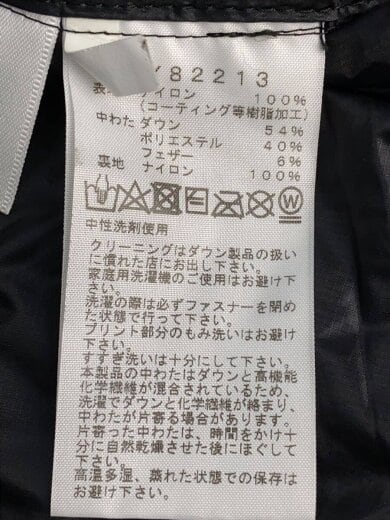 Y82213
表地 ナイロン 100%
(コーティング等樹脂加工)
中わた ダウン 54%
ポリエステル 40%
フェザー 6%
裏地 ナイロン 100%
中性洗剤使用
クリーニングはダウン製品の扱い
に慣れた店にお出し下さい。
家庭用洗濯機のご使用はお避け下
さい。
洗濯の際は必ずファスナーを閉め
た状態で行って下さい。
プリント部分のもみ洗いはお避け
下さい。
すすぎ洗いは十分にして下さい。
本製品の中わたはダウンと高機能
化学繊維が混合されているため、
洗濯でダウンと化学繊維が絡まり、
中わたが片寄る場合があります。
片寄った中わたは、時間をかけ十
分に自然乾燥させた後にほぐして
下さい。
高温多湿、蒸れた状態での保存は
お避け下さい。